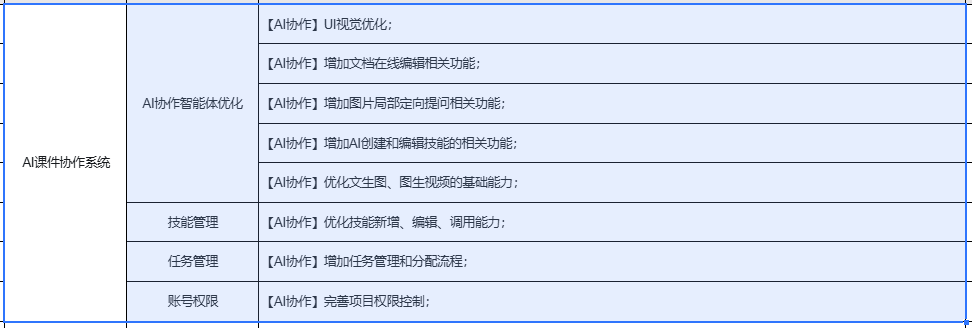 AI课件协作系统
AI协作智能体优化
【AI协作】UI视觉优化；
【AI协作】增加文档在线编辑相关功能；
【AI协作】增加图片局部定向提问相关功能；
【AI协作】增加AI创建和编辑技能的相关功能；
【AI协作】优化文生图、图生视频的基础能力；
技能管理
【AI协作】优化技能新增、编辑、调用能力；
任务管理
【AI协作】增加任务管理和分配流程；
账号权限
【AI协作】完善项目权限控制；